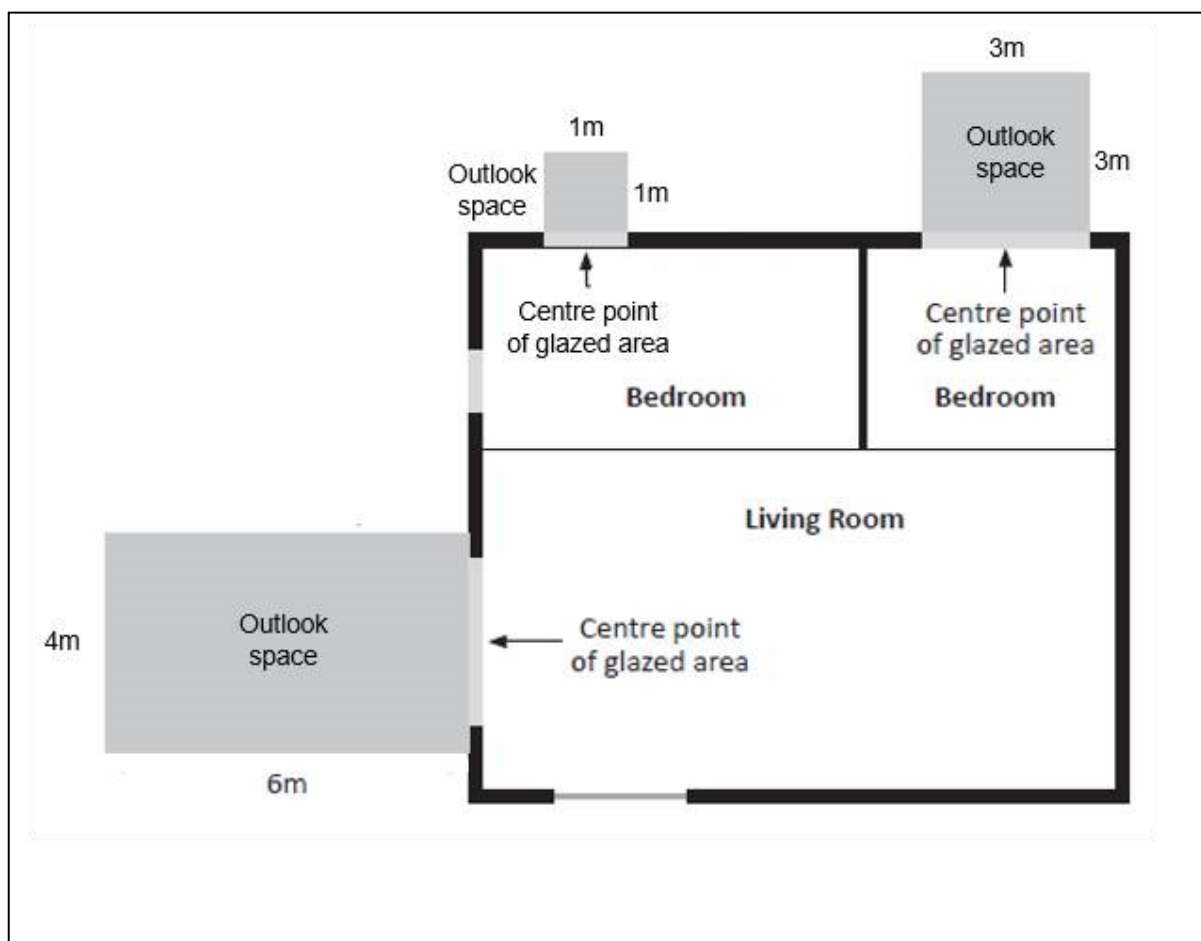 3m
Outlook
space
3m
1m
Outlook
space
1m
Centre point
of glazed area
Centre point
of glazed area
Bedroom
Bedroom
Living Room
Outlook
space
4m
Centre point
of glazed area
6m